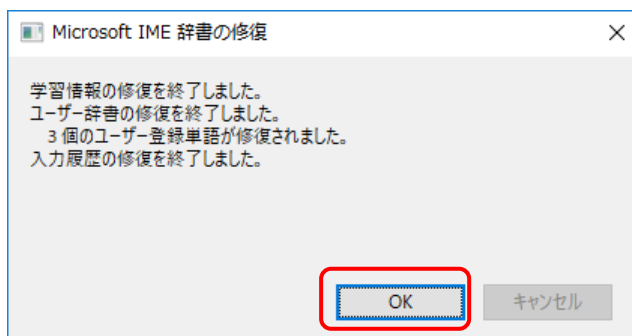 Microsoft IME 辞書の修復
学習情報の修復を終了しました。
ユーザー辞書の修復を終了しました。
3 個のユーザー登録単語が修復されました。
入力履歴の修復を終了しました。
OK
キャンセル